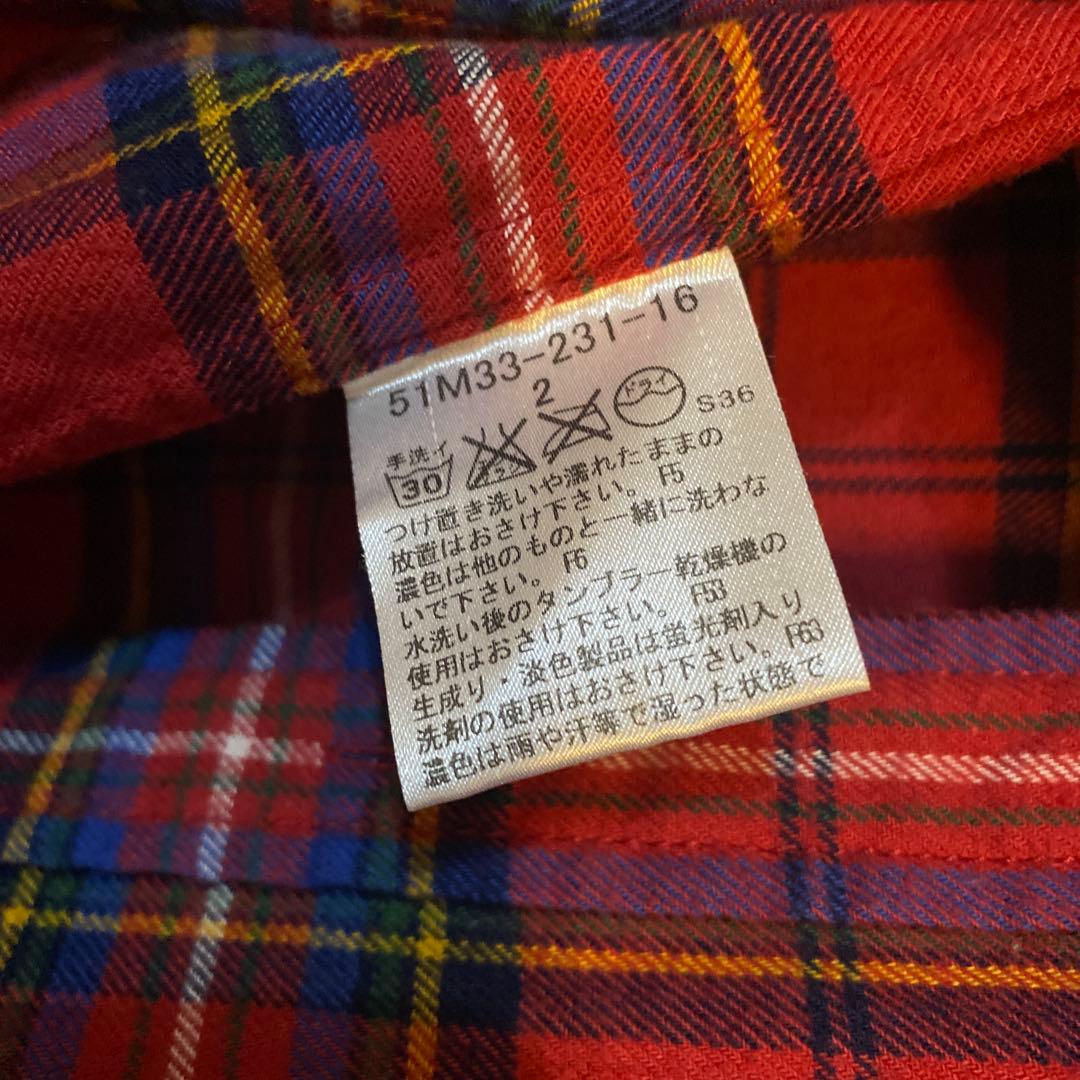 51M33-231-16
2
手洗イ
30
ドライ
S36
つけ置き洗いや濡れたままの
放置はおさけ下さい。 F5
濃色は他のものと一緒に洗わな
いで下さい。 F6
水洗い後のタンブラー乾燥機の
使用はおさけ下さい。 F53
生成り・淡色製品は蛍光剤入り
洗剤の使用はおさけ下さい。 F63
濃色は雨や汗等で湿った状態で